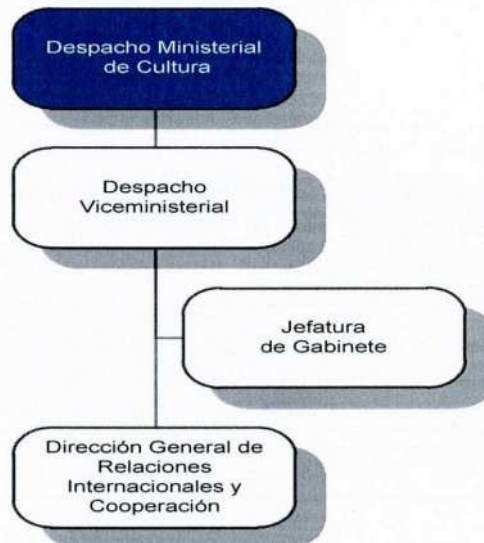 Despacho Ministerial
de Cultura
Despacho
Viceministerial
Jefatura
de Gabinete
Dirección General de
Relaciones
Internacionales y
Cooperación